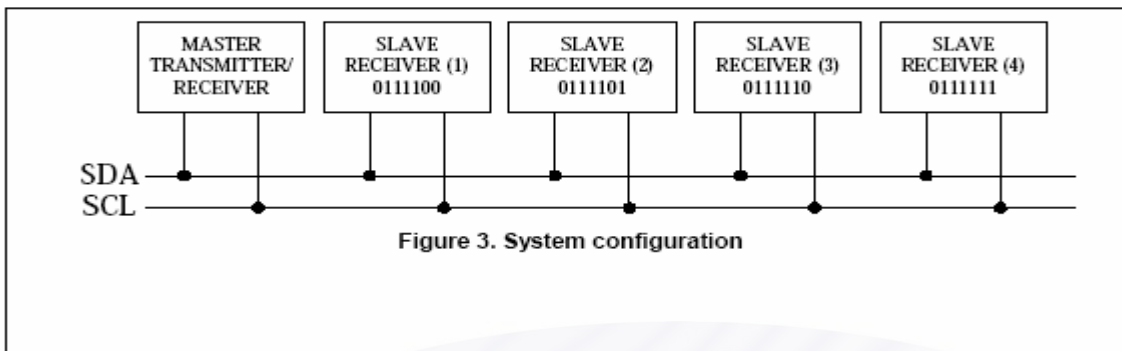 MASTER
TRANSMITTER/
RECEIVER
SLAVE
RECEIVER (1)
0111100
SLAVE
RECEIVER (2)
0111101
SLAVE
RECEIVER (3)
0111110
SLAVE
RECEIVER (4)
0111111
SDA
SCL
Figure 3. System configuration